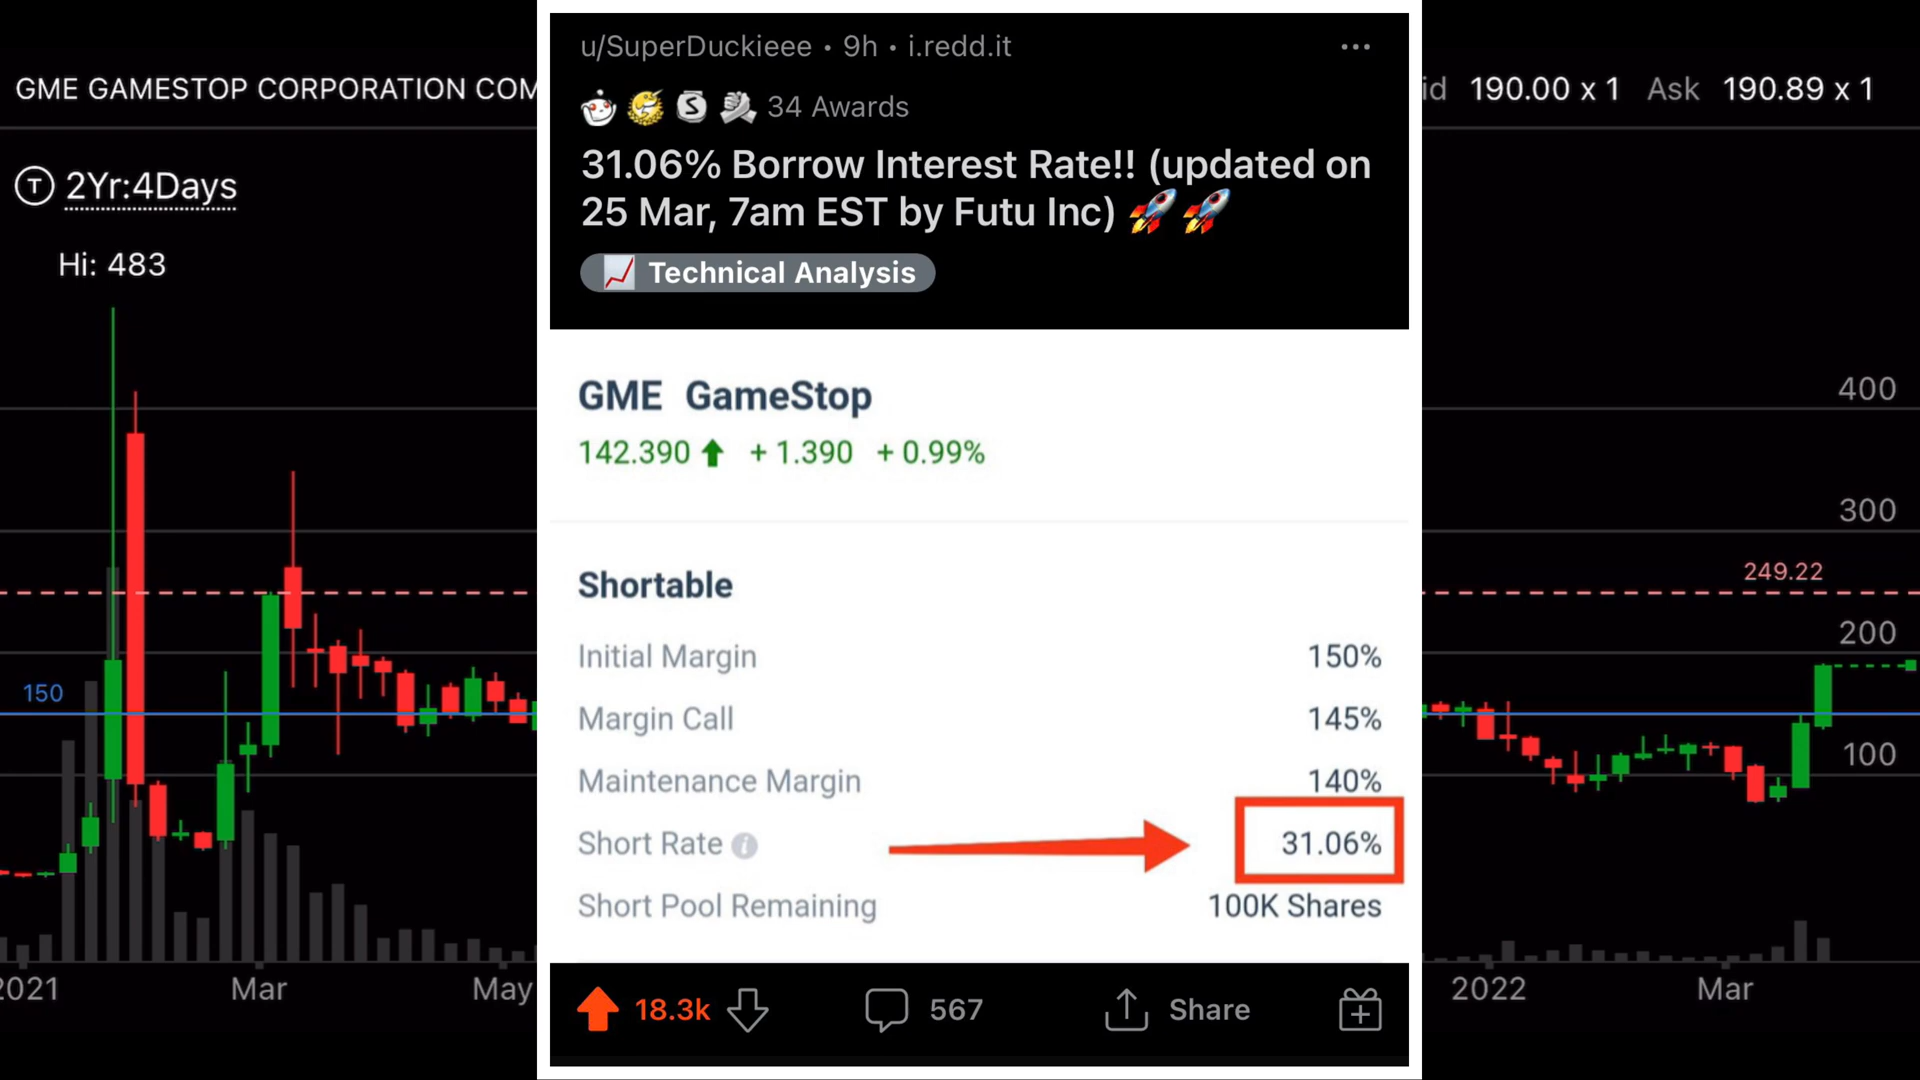 GME GAMESTOP CORPORATION COM
T 2Yr:4Days
Hi: 483
150
2021 Mar May
u/SuperDuckieee • 9h • i.redd.it
34 Awards
31.06% Borrow Interest Rate!! (updated on
25 Mar, 7am EST by Futu Inc) 🚀🚀
📈 Technical Analysis
GME GameStop
142.390 + 1.390 + 0.99%
Shortable
Initial Margin 150%
Margin Call 145%
Maintenance Margin 140%
Short Rate i 31.06%
Short Pool Remaining 100K Shares
18.3k 567 Share
id 190.00 x 1 Ask 190.89 x 1
400
300
249.22
200
100
2022 Mar